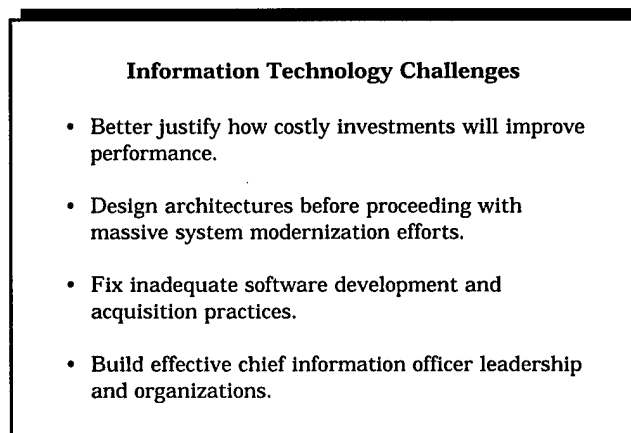 Information Technology Challenges
• Better justify how costly investments will improve
performance.
• Design architectures before proceeding with
massive system modernization efforts.
• Fix inadequate software development and
acquisition practices.
• Build effective chief information officer leadership
and organizations.